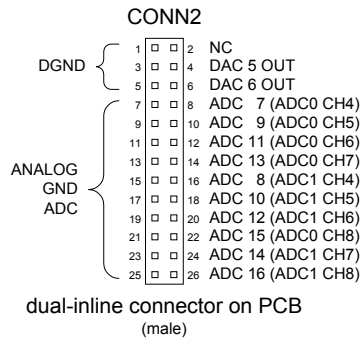 CONN2
1 2 NC
DGND 3 4 DAC 5 OUT
5 6 DAC 6 OUT
7 8 ADC 7 (ADC0 CH4)
9 10 ADC 9 (ADC0 CH5)
11 12 ADC 11 (ADC0 CH6)
13 14 ADC 13 (ADC0 CH7)
ANALOG 15 16 ADC 8 (ADC1 CH4)
GND 17 18 ADC 10 (ADC1 CH5)
ADC 19 20 ADC 12 (ADC1 CH6)
21 22 ADC 15 (ADC0 CH8)
23 24 ADC 14 (ADC1 CH7)
25 26 ADC 16 (ADC1 CH8)
dual-inline connector on PCB
(male)